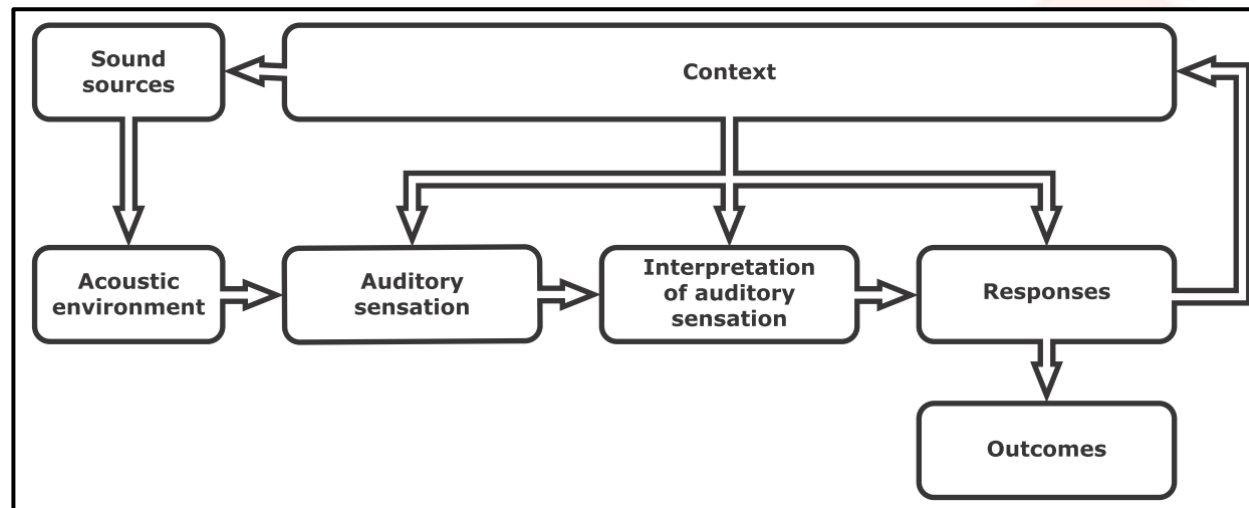 Sound
sources
Context
Acoustic
environment
Auditory
sensation
Interpretation
of auditory
sensation
Responses
Outcomes